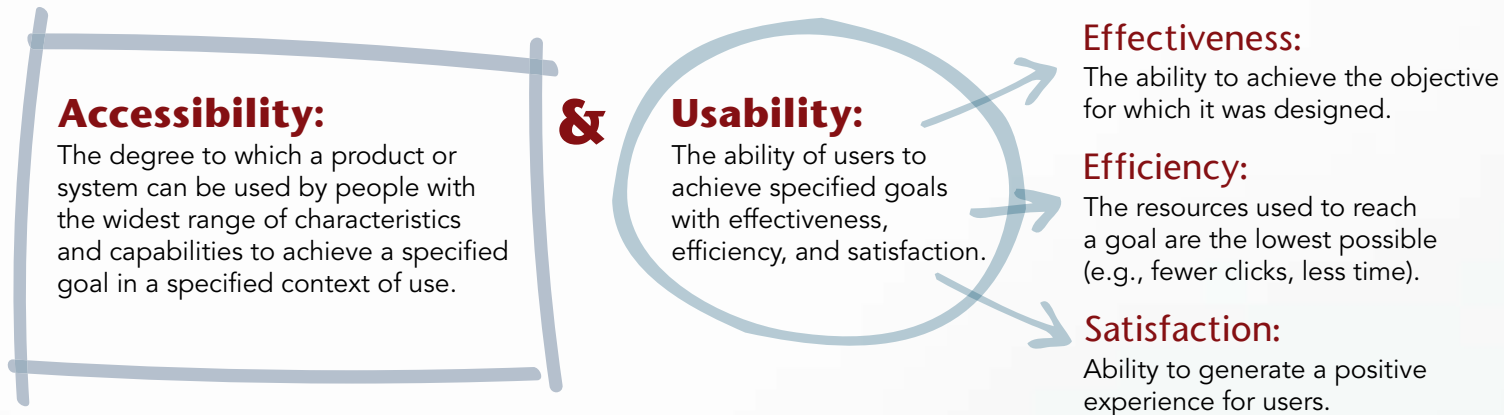 Accessibility:
The degree to which a product or
system can be used by people with
the widest range of characteristics
and capabilities to achieve a specified
goal in a specified context of use.
&
Usability:
The ability of users to
achieve specified goals
with effectiveness,
efficiency, and satisfaction.
Effectiveness:
The ability to achieve the objective
for which it was designed.
Efficiency:
The resources used to reach
a goal are the lowest possible
(e.g., fewer clicks, less time).
Satisfaction:
Ability to generate a positive
experience for users.